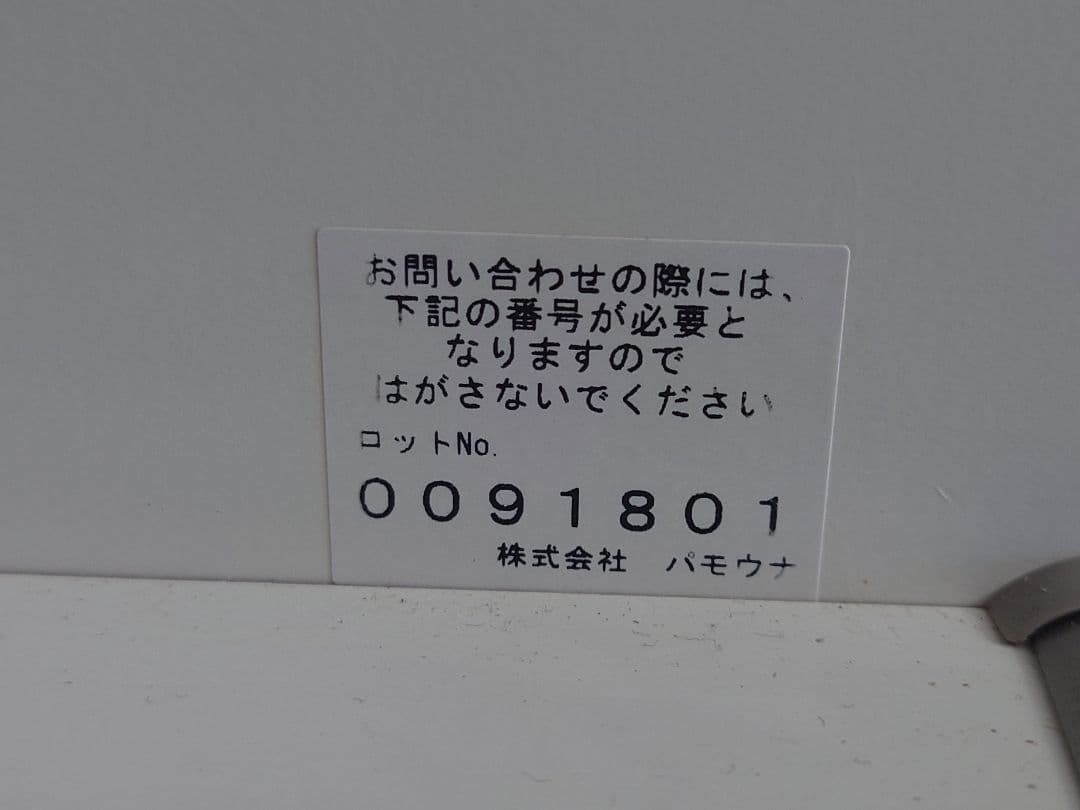 お問い合わせの際には、
下記の番号が必要と
なりますので
はがさないでください
ロットNo.
0091801
株式会社　パモウナ